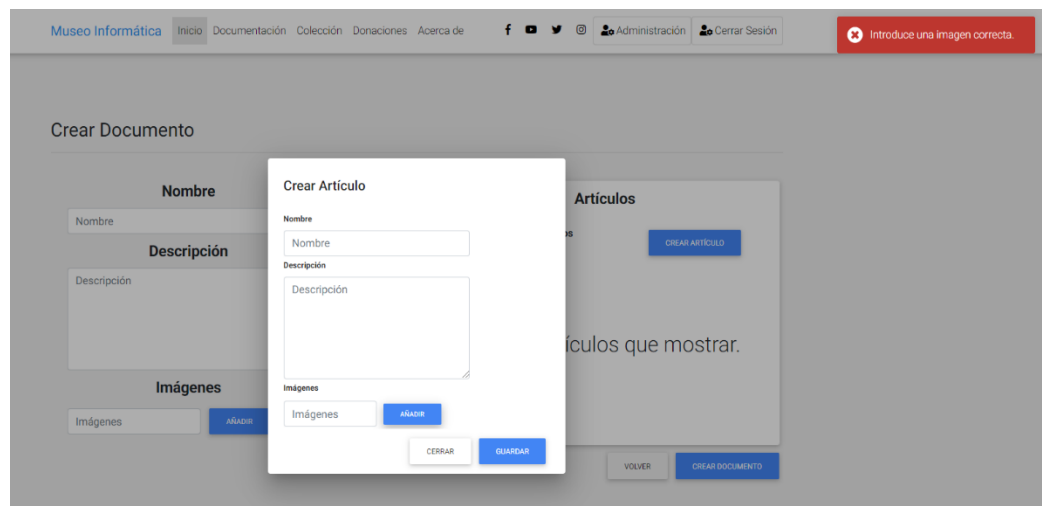 Museo Informática Inicio Documentación Colección Donaciones Acerca de Administración Cerrar Sesión
Introduce una imagen correcta.
Crear Documento
Nombre
Nombre
Descripción
Descripción
Imágenes
Imágenes AÑADIR
Crear Artículo
Nombre
Nombre
Descripción
Descripción
Imágenes
Imágenes AÑADIR
CERRAR GUARDAR
Artículos
os CREAR ARTÍCULO
ículos que mostrar.
VOLVER CREAR DOCUMENTO